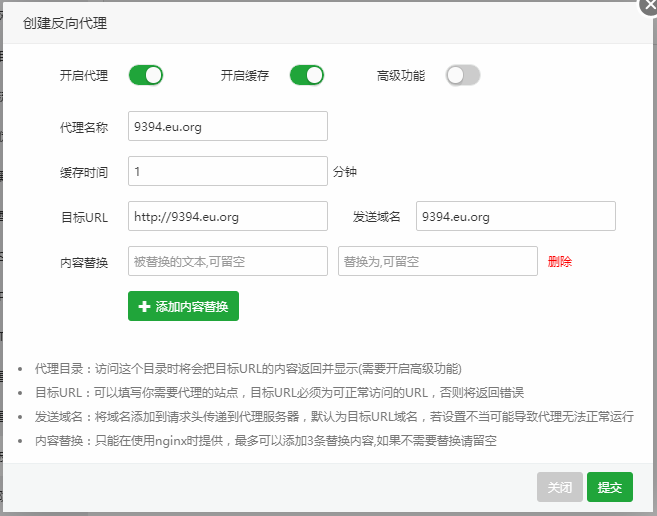 创建反向代理
开启代理 开启缓存 高级功能
代理名称 9394.eu.org
缓存时间 1 分钟
目标URL http://9394.eu.org 发送域名 9394.eu.org
内容替换 被替换的文本,可留空 替换为,可留空 删除
添加内容替换
代理目录：访问这个目录时将会把目标URL的内容返回并显示(需要开启高级功能)
目标URL：可以填写你需要代理的站点，目标URL必须为可正常访问的URL，否则将返回错误
发送域名：将域名添加到请求头传递到代理服务器，默认为目标URL域名，若设置不当可能导致代理无法正常运行
内容替换：只能在使用nginx时提供，最多可以添加3条替换内容,如果不需要替换请留空
关闭 提交